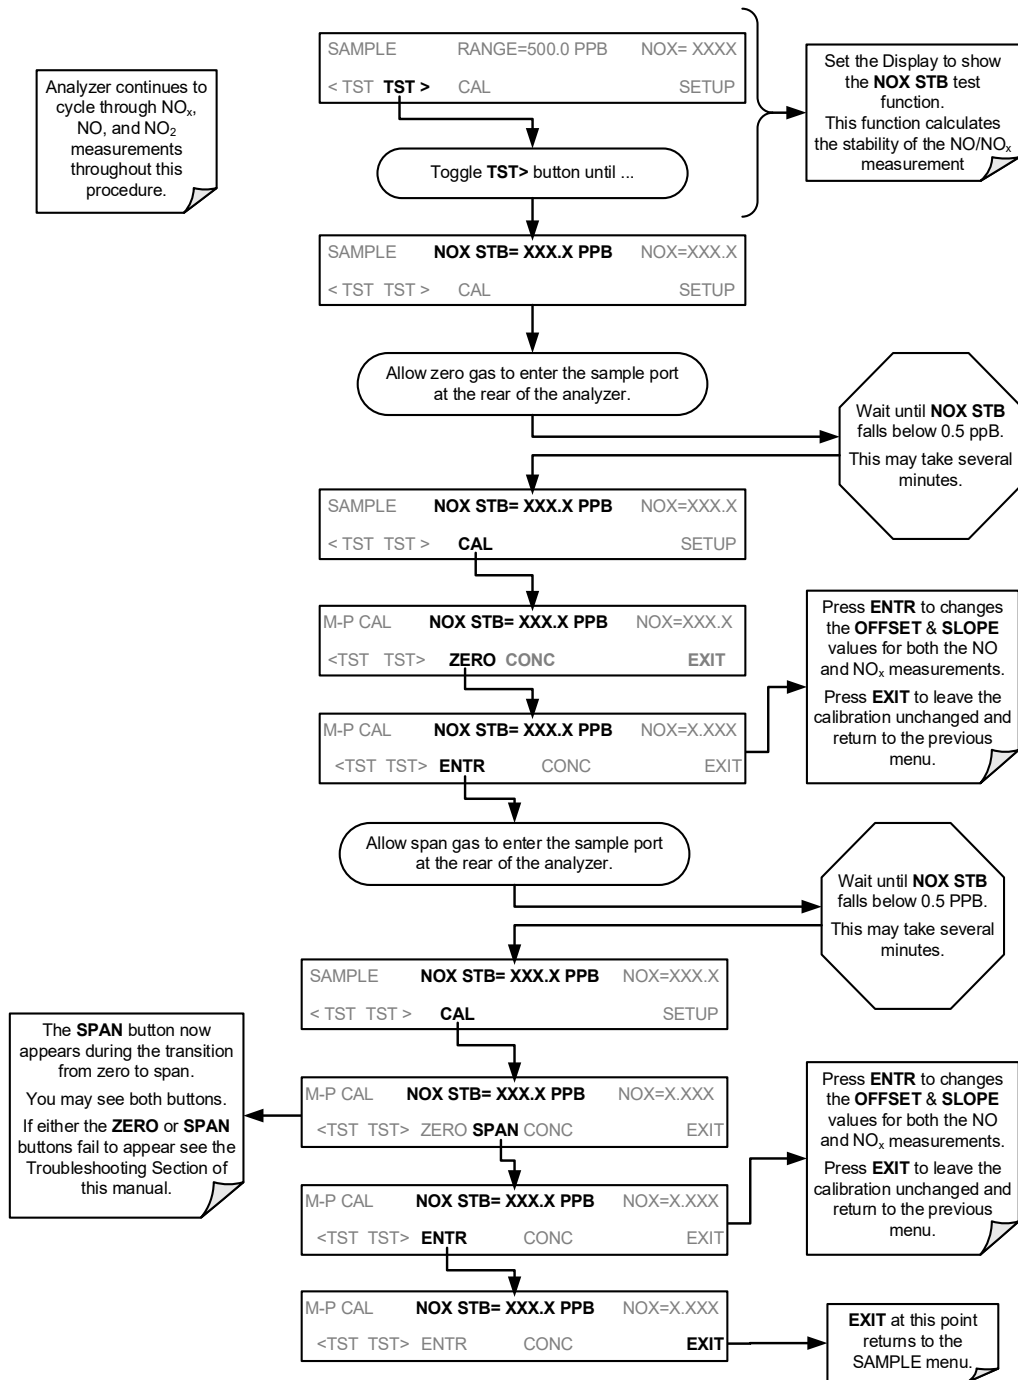 SAMPLE RANGE=500.0 PPB NOX= XXXX
< TST TST > CAL SETUP
Analyzer continues to
cycle through NOx,
NO, and NO2
measurements
throughout this
procedure.
Set the Display to show
the NOX STB test
function.
This function calculates
the stability of the NO/NOx
measurement
Toggle TST> button until ...
SAMPLE NOX STB= XXX.X PPB NOX=XXX.X
< TST TST > CAL SETUP
Allow zero gas to enter the sample port
at the rear of the analyzer.
Wait until NOX STB
falls below 0.5 ppB.
This may take several
minutes.
SAMPLE NOX STB= XXX.X PPB NOX=XXX.X
< TST TST > CAL SETUP
M-P CAL NOX STB= XXX.X PPB NOX=XXX.X
<TST TST> ZERO CONC EXIT
M-P CAL NOX STB= XXX.X PPB NOX=X.XXX
<TST TST> ENTR CONC EXIT
Press ENTR to changes
the OFFSET & SLOPE
values for both the NO
and NOx measurements.
Press EXIT to leave the
calibration unchanged and
return to the previous
menu.
Allow span gas to enter the sample port
at the rear of the analyzer.
Wait until NOX STB
falls below 0.5 PPB.
This may take several
minutes.
SAMPLE NOX STB= XXX.X PPB NOX=XXX.X
< TST TST > CAL SETUP
The SPAN button now
appears during the transition
from zero to span.
You may see both buttons.
If either the ZERO or SPAN
buttons fail to appear see the
Troubleshooting Section of
this manual.
M-P CAL NOX STB= XXX.X PPB NOX=X.XXX
<TST TST> ZERO SPAN CONC EXIT
M-P CAL NOX STB= XXX.X PPB NOX=X.XXX
<TST TST> ENTR CONC EXIT
Press ENTR to changes
the OFFSET & SLOPE
values for both the NO
and NOx measurements.
Press EXIT to leave the
calibration unchanged and
return to the previous
menu.
M-P CAL NOX STB= XXX.X PPB NOX=X.XXX
<TST TST> ENTR CONC EXIT
EXIT at this point
returns to the
SAMPLE menu.